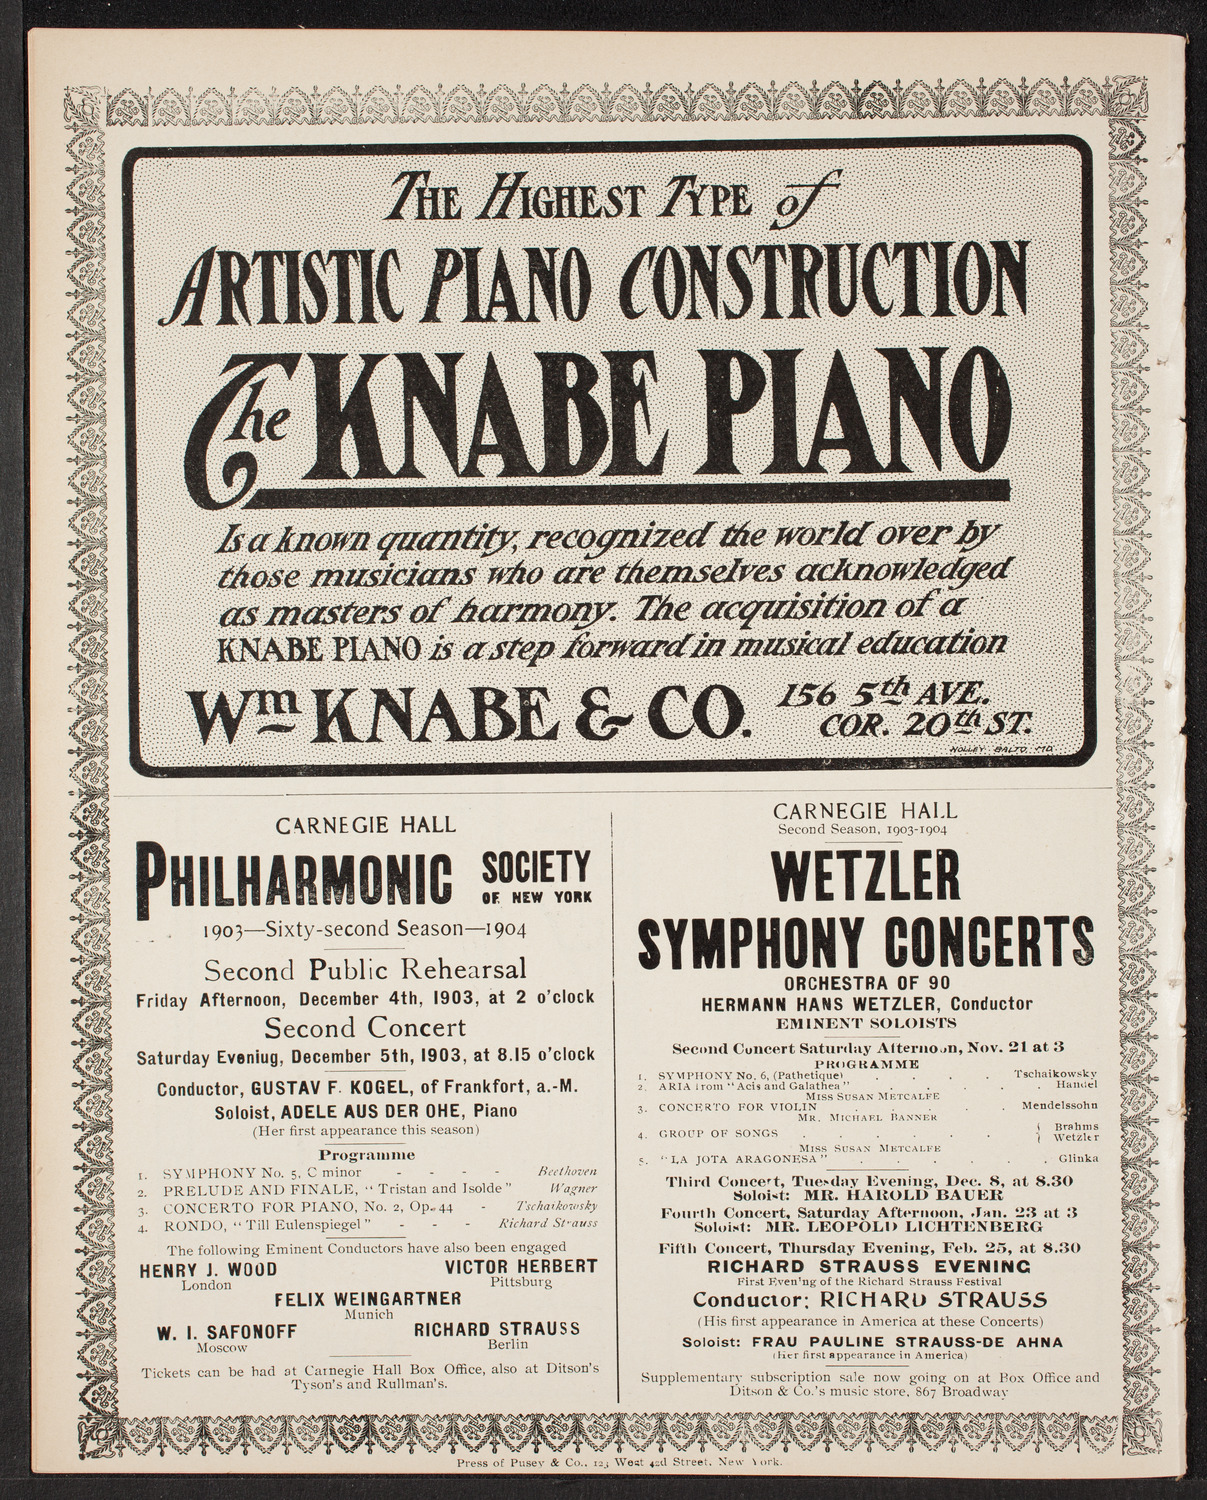 THE HIGHEST TYPE of
ARTISTIC PIANO CONSTRUCTION
The KNABE PIANO
Is a known quantity, recognized the world over by
those musicians who are themselves acknowledged
as masters of harmony. The acquisition of a
KNABE PIANO is a step forward in musical education
Wm KNABE & CO. 156 5th AVE.
COR. 20th ST.
NOLLEY BALTO. MD.
CARNEGIE HALL
PHILHARMONIC SOCIETY
OF NEW YORK
1903—Sixty-second Season—1904
Second Public Rehearsal
Friday Afternoon, December 4th, 1903, at 2 o'clock
Second Concert
Saturday Eveniug, December 5th, 1903, at 8.15 o'clock
Conductor, GUSTAV F. KOGEL, of Frankfort, a.-M.
Soloist, ADELE AUS DER OHE, Piano
(Her first appearance this season)
Programme
1. SYMPHONY No. 5, C minor - - - - Beethoven
2. PRELUDE AND FINALE, "Tristan and Isolde" Wagner
3. CONCERTO FOR PIANO, No. 2, Op. 44 - Tschaikowsky
4. RONDO, "Till Eulenspiegel" - - - Richard Strauss
The following Eminent Conductors have also been engaged
HENRY J. WOOD VICTOR HERBERT
London Pittsburg
FELIX WEINGARTNER
Munich
W. I. SAFONOFF RICHARD STRAUSS
Moscow Berlin
Tickets can be had at Carnegie Hall Box Office, also at Ditson's
Tyson's and Rullman's.
CARNEGIE HALL
Second Season, 1903-1904
WETZLER
SYMPHONY CONCERTS
ORCHESTRA OF 90
HERMANN HANS WETZLER, Conductor
EMINENT SOLOISTS
Second Concert Saturday Afternoon, Nov. 21 at 3
PROGRAMME
1. SYMPHONY No. 6, (Pathetique) . . . . Tschaikowsky
2. ARIA from "Acis and Galathea" . . . . Handel
MISS SUSAN METCALFE
3. CONCERTO FOR VIOLIN . . . . Mendelssohn
MR. MICHAEL BANNER
4. GROUP OF SONGS . . . . . { Brahms
} Wetzler
MISS SUSAN METCALFE
5. "LA JOTA ARAGONESA" . . . . . Glinka
Third Concert, Tuesday Evening, Dec. 8, at 8.30
Soloist: MR. HAROLD BAUER
Fourth Concert, Saturday Afternoon, Jan. 23 at 3
Soloist: MR. LEOPOLD LICHTENBERG
Fifth Concert, Thursday Evening, Feb. 25, at 8.30
RICHARD STRAUSS EVENING
First Even'ng of the Richard Strauss Festival
Conductor: RICHARD STRAUSS
(His first appearance in America at these Concerts)
Soloist: FRAU PAULINE STRAUSS-DE AHNA
(Her first appearance in America)
Supplementary subscription sale now going on at Box Office and
Ditson & Co.'s music store, 867 Broadway
Press of Pusey & Co., 123 West 42d Street, New York.